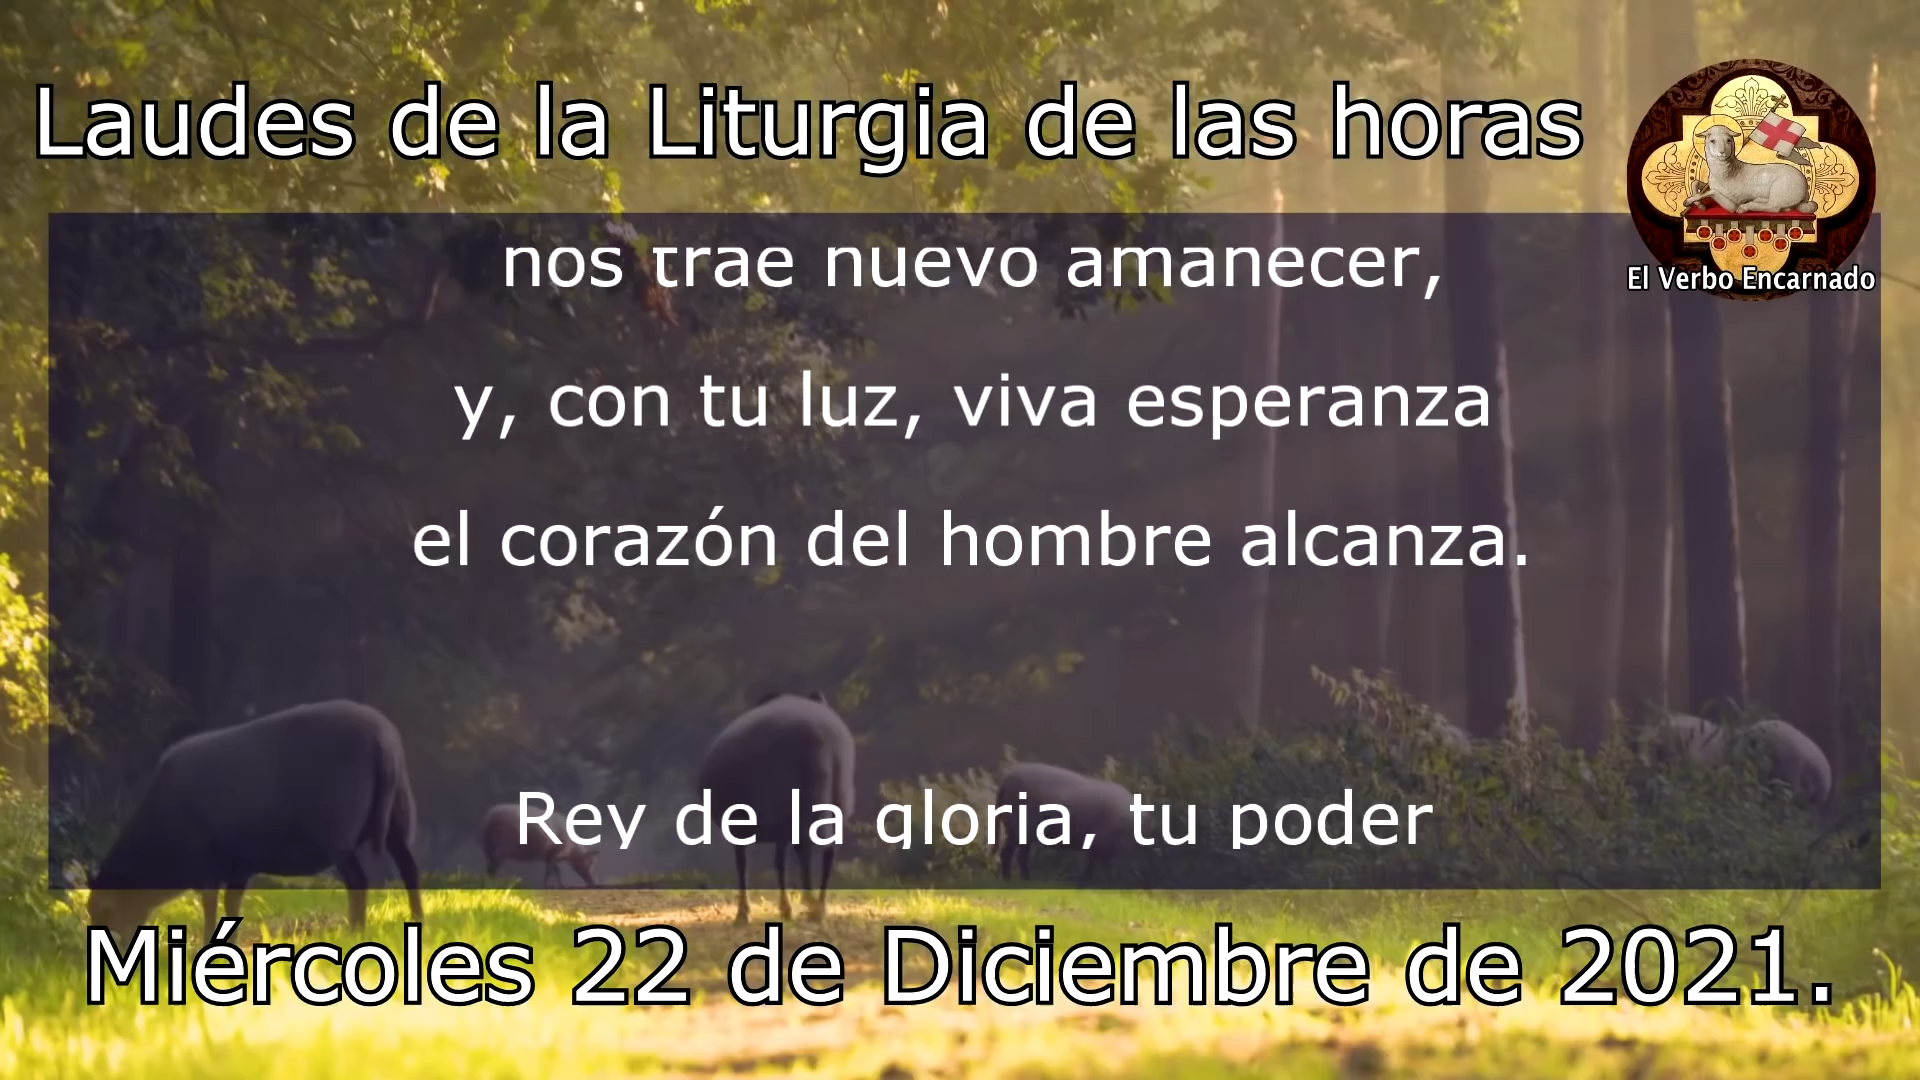 Laudes de la Liturgia de las horas
El Verbo Encarnado
nos trae nuevo amanecer,
y, con tu luz, viva esperanza
el corazón del hombre alcanza.
Rey de la gloria, tu poder
Miércoles 22 de Diciembre de 2021.